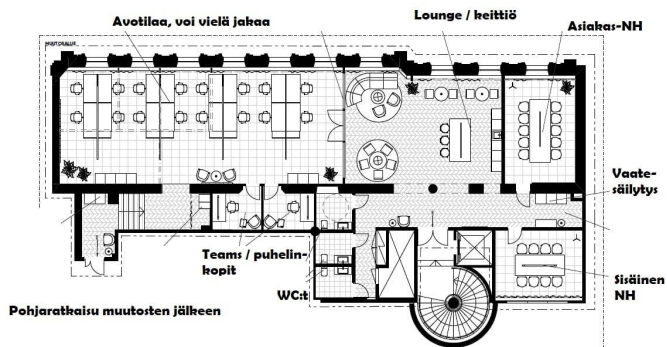 Avotilaa, voi vielä jakaa
Lounge / keittiö
Asiakas-NH
MUUTOSALUE
Vaate-
säilytys
Teams / puhelin-
kopit
WC:t
Sisäinen
NH
Pohjaratkaisu muutosten jälkeen